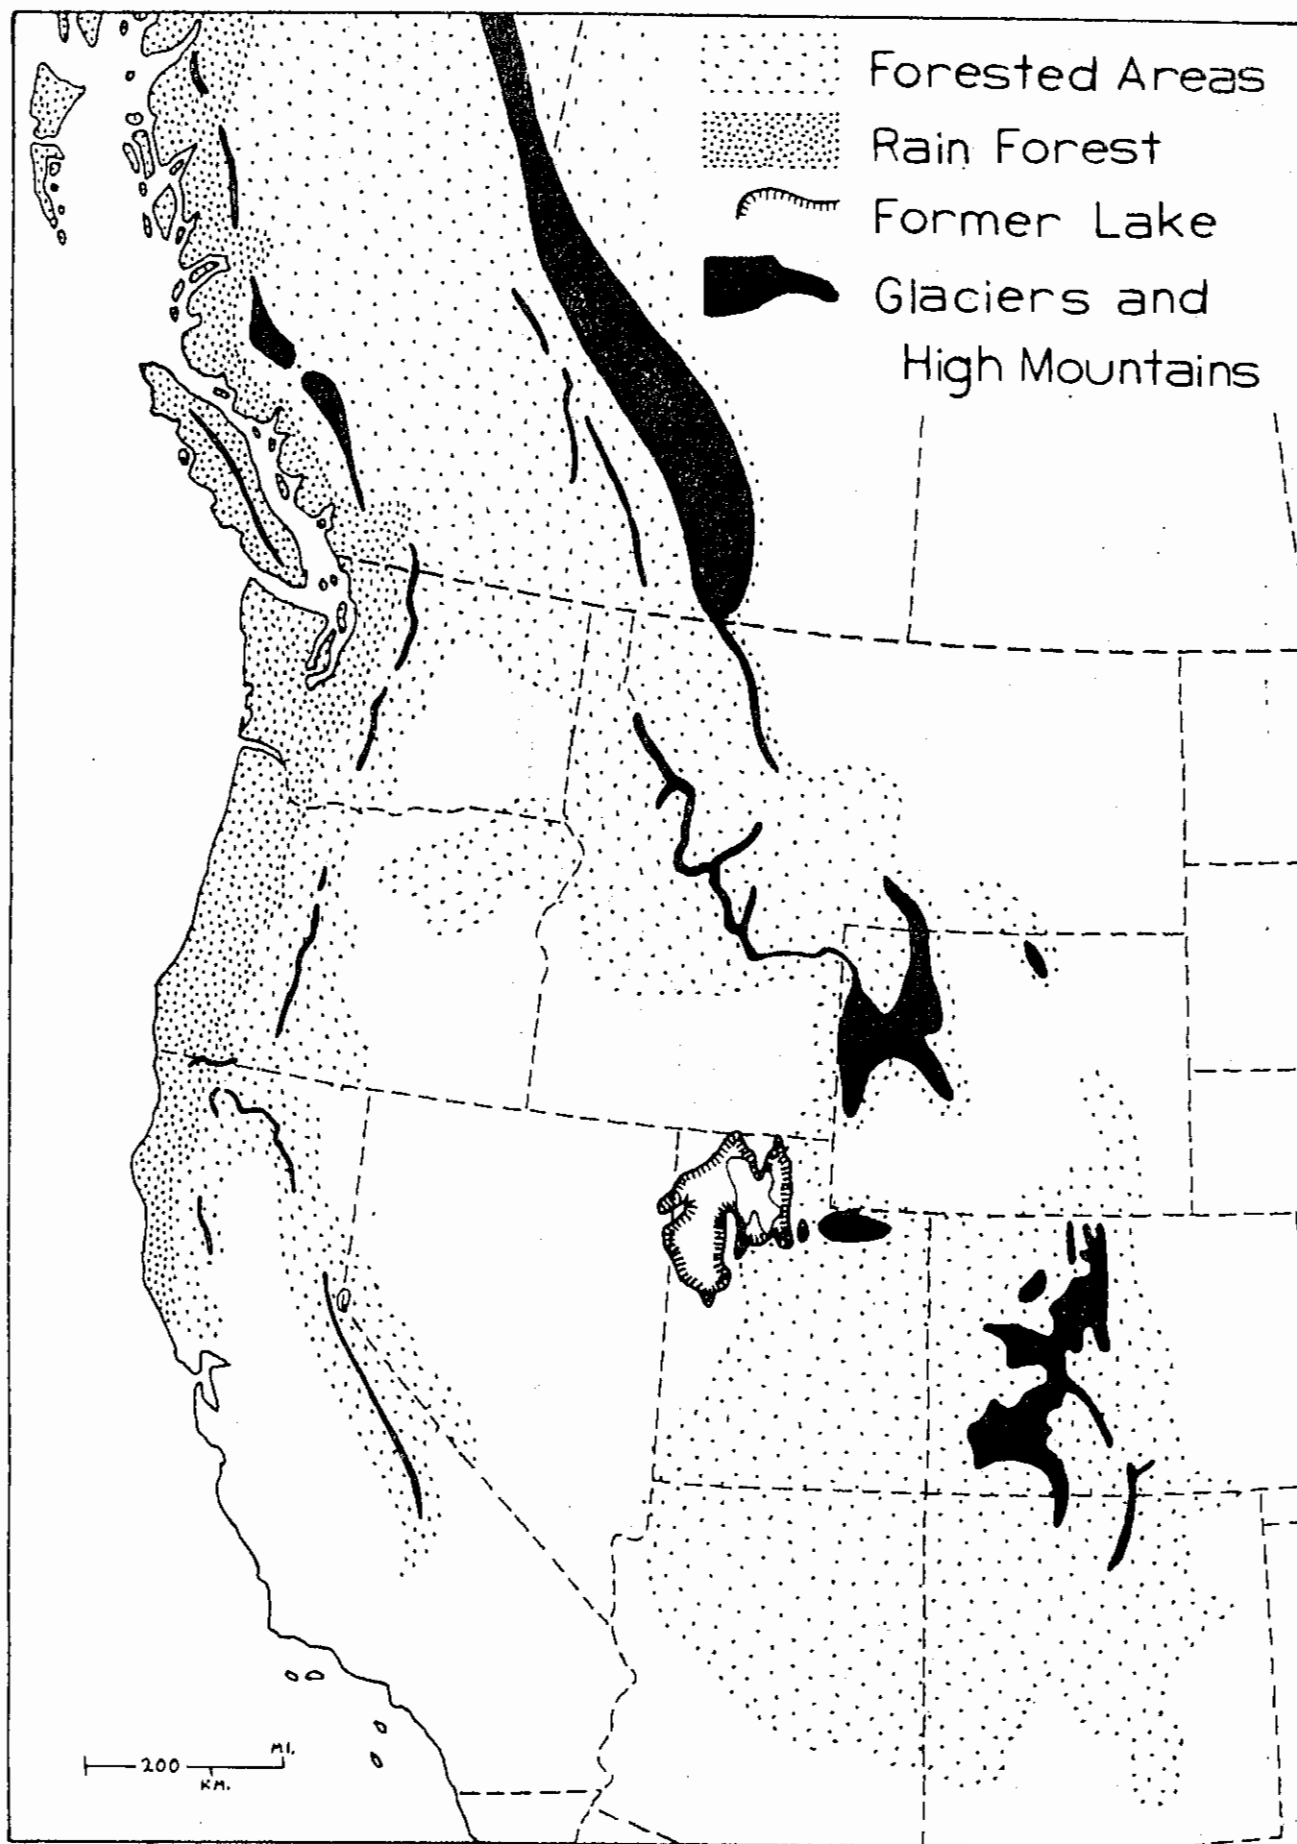 Forested Areas
Rain Forest
Former Lake
Glaciers and
High Mountains
MI.
200
KM.